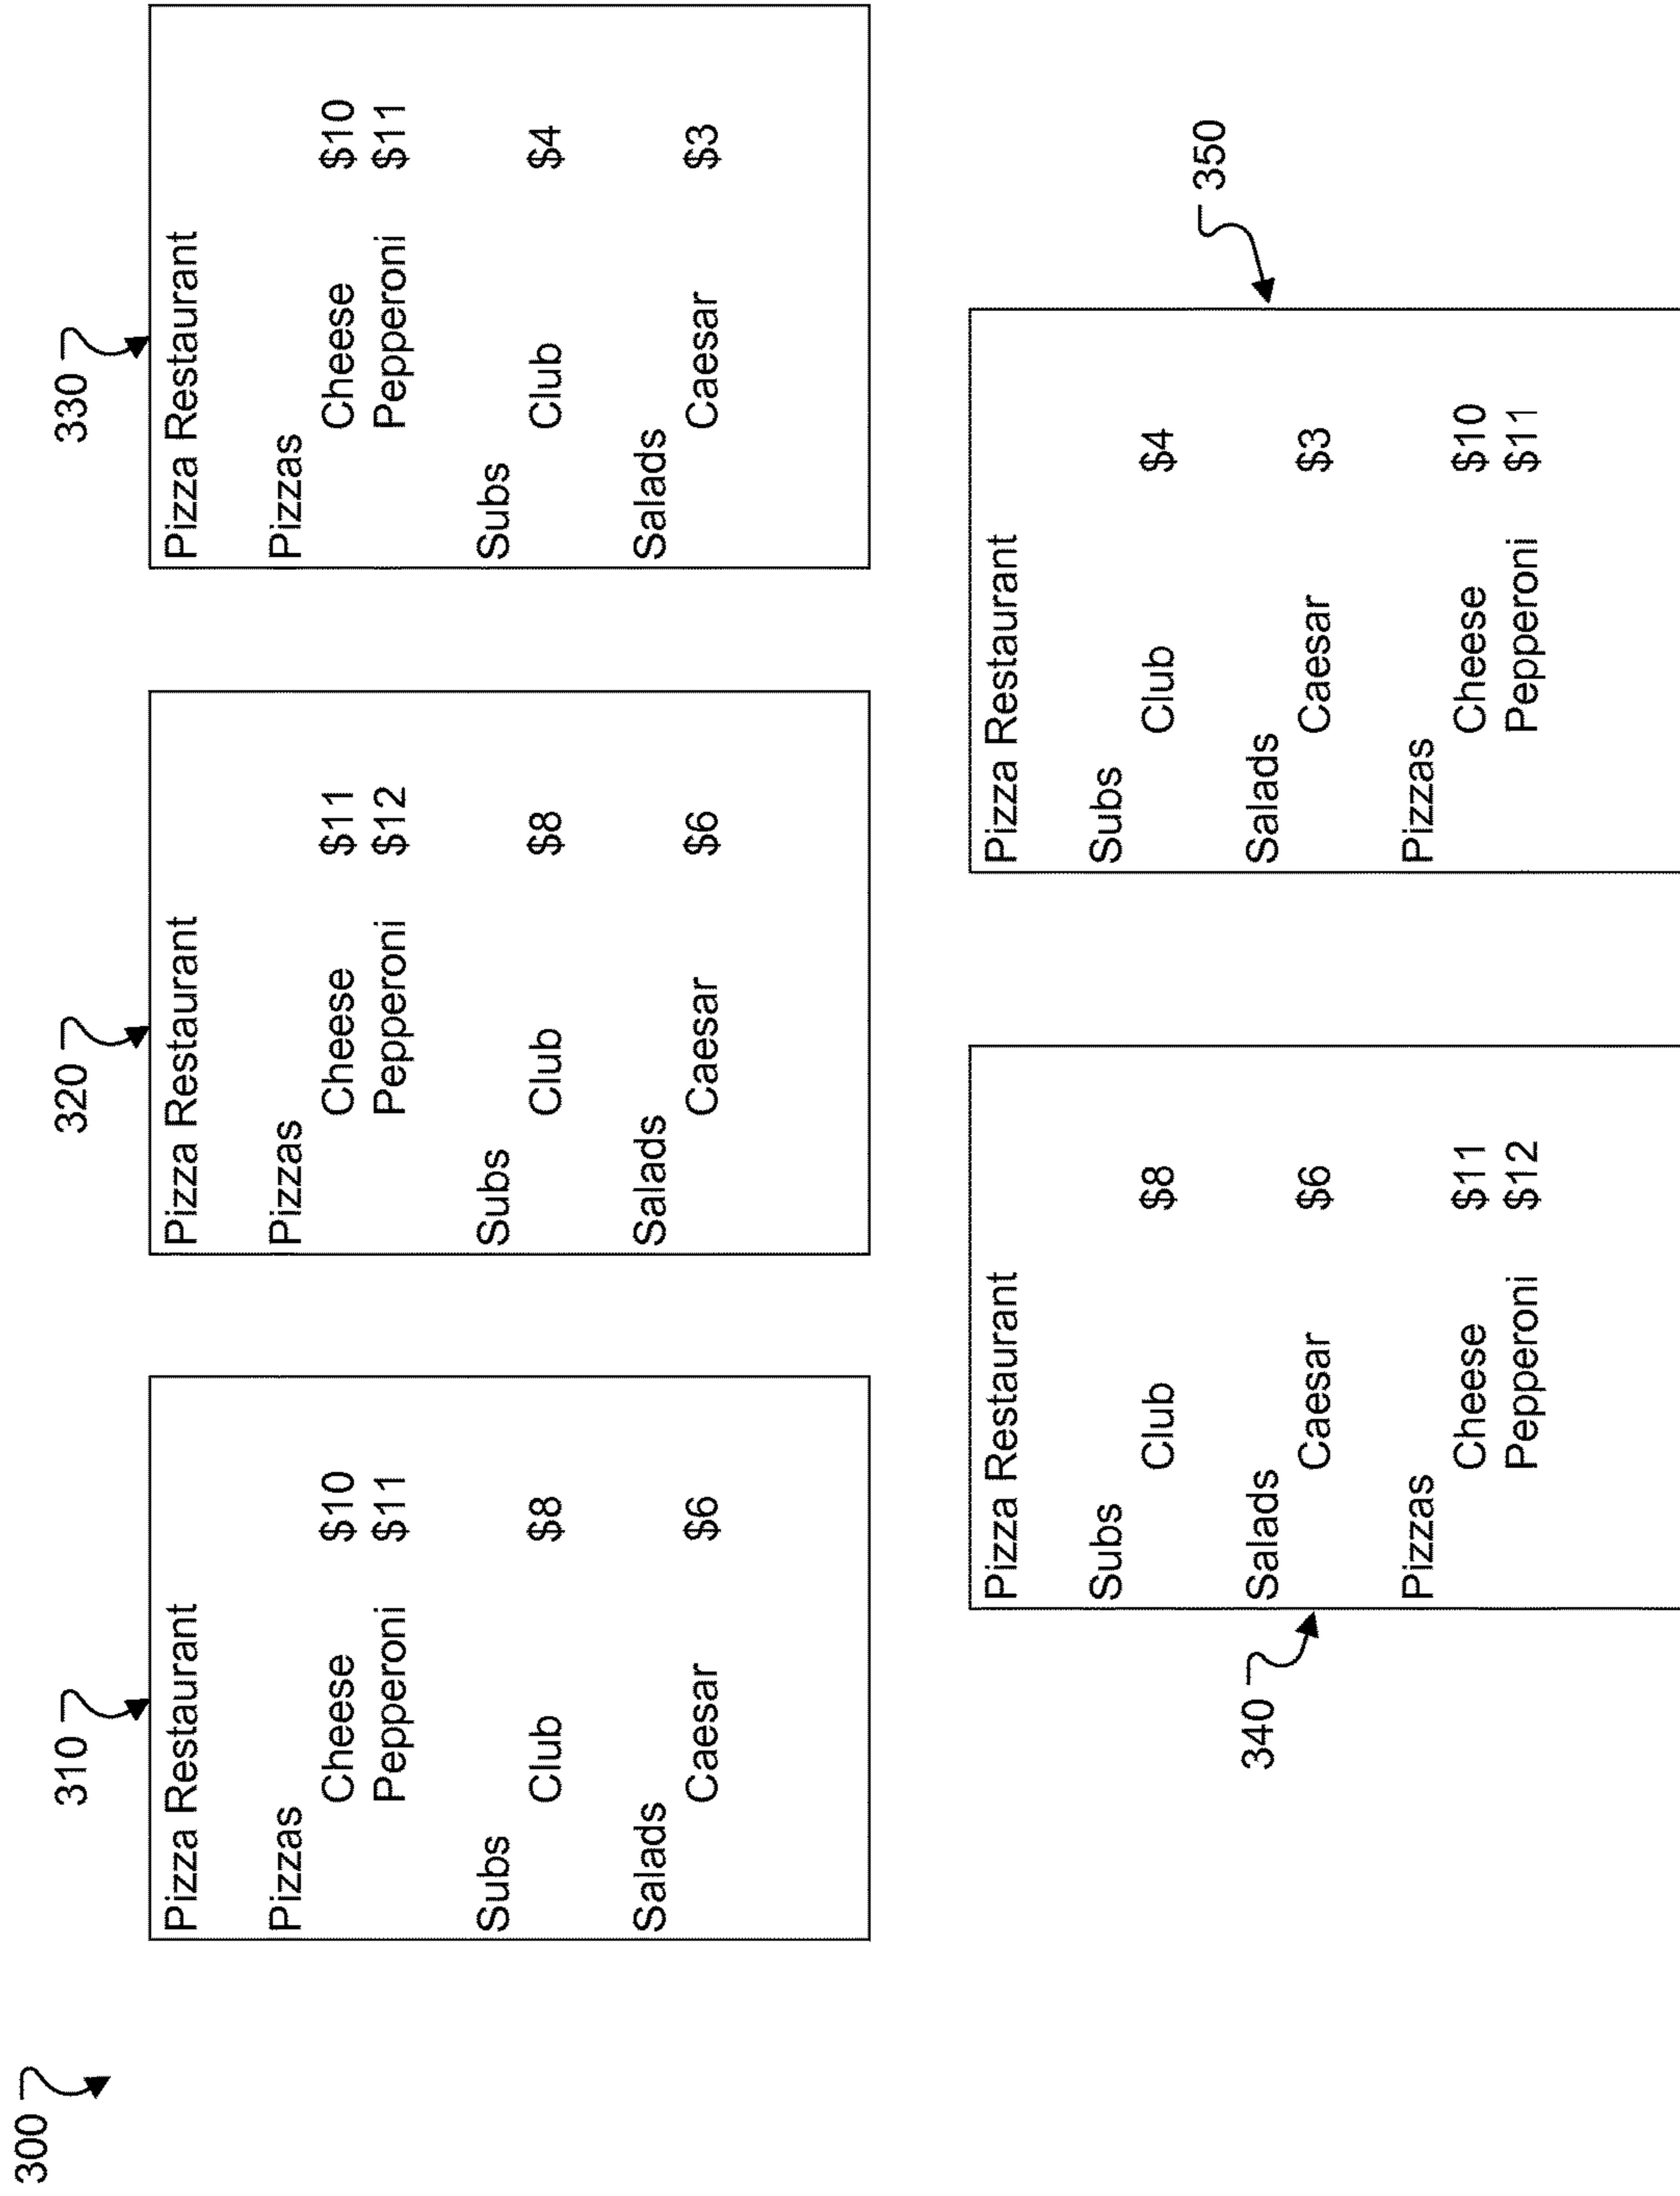 300
310
Pizza Restaurant
Pizzas
Cheese $10
Pepperoni $11
Subs
Club $8
Salads
Caesar $6
320
Pizza Restaurant
Pizzas
Cheese $11
Pepperoni $12
Subs
Club $8
Salads
Caesar $6
330
Pizza Restaurant
Pizzas
Cheese $10
Pepperoni $11
Subs
Club $4
Salads
Caesar $3
340
Pizza Restaurant
Subs
Club $8
Salads
Caesar $6
Pizzas
Cheese $11
Pepperoni $12
350
Pizza Restaurant
Subs
Club $4
Salads
Caesar $3
Pizzas
Cheese $10
Pepperoni $11